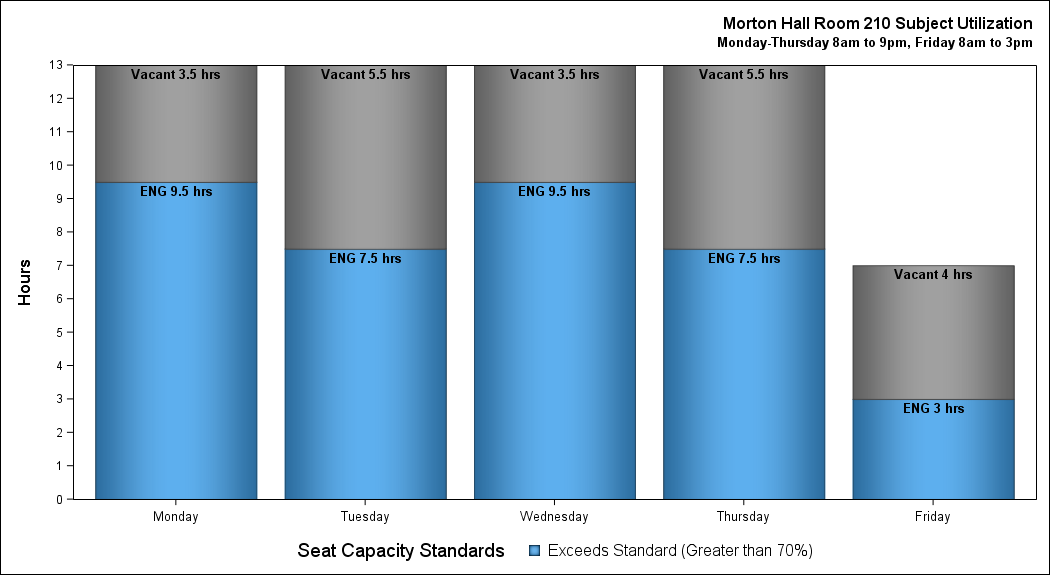 Morton Hall Room 210 Subject Utilization
Monday-Thursday 8am to 9pm, Friday 8am to 3pm
Hours
13
12
11
10
9
8
7
6
5
4
3
2
1
0
Vacant 3.5 hrs
ENG 9.5 hrs
Vacant 5.5 hrs
ENG 7.5 hrs
Vacant 3.5 hrs
ENG 9.5 hrs
Vacant 5.5 hrs
ENG 7.5 hrs
Vacant 4 hrs
ENG 3 hrs
Monday
Tuesday
Wednesday
Thursday
Friday
Seat Capacity Standards Exceeds Standard (Greater than 70%)